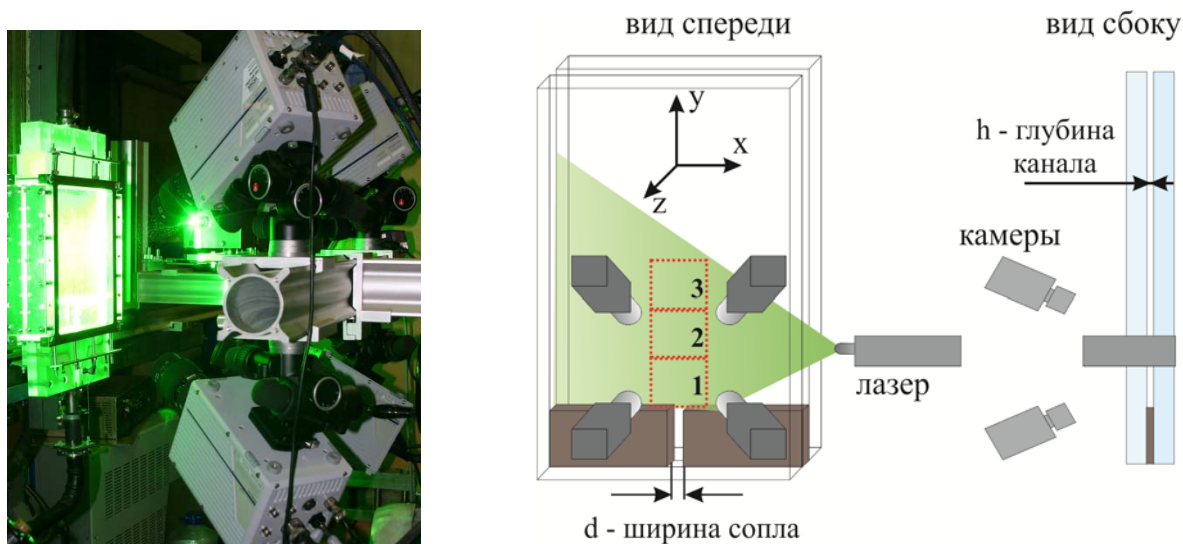 вид спереди
вид сбоку
y
x
z
h - глубина
канала
камеры
3
2
1
лазер
d - ширина сопла